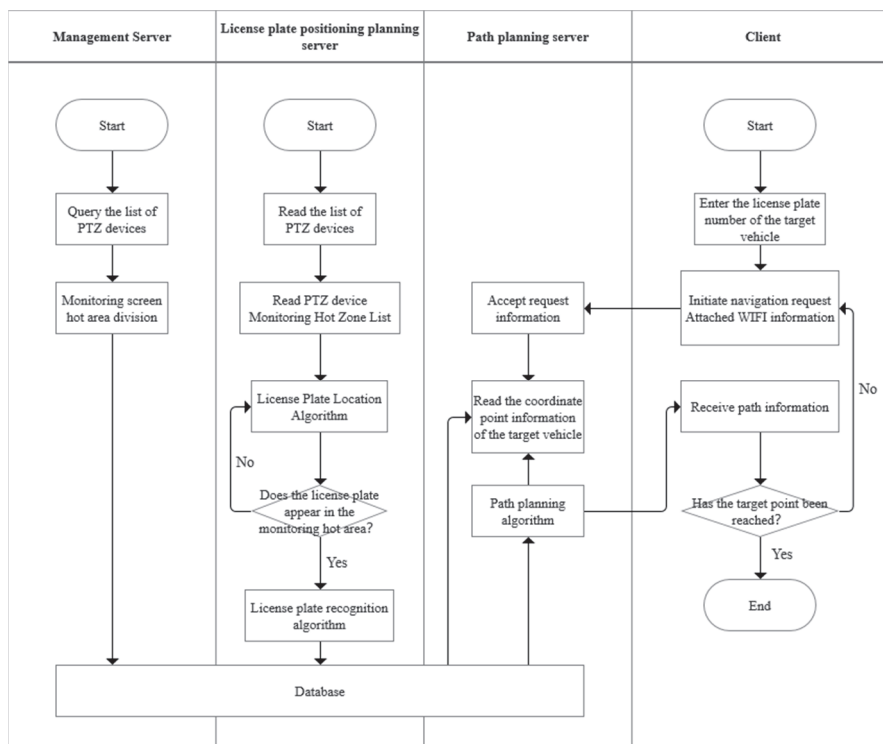 Management Server
License plate positioning planning
server
Path planning server
Client
Start
Query the list of
PTZ devices
Monitoring screen
hot area division
Start
Read the list of
PTZ devices
Read PTZ device
Monitoring Hot Zone List
License Plate Location
Algorithm
No
Does the license plate
appear in the
monitoring hot area?
Yes
License plate recognition
algorithm
Accept request
information
Read the coordinate
point information
of the target vehicle
Path planning
algorithm
Start
Enter the license plate
number of the target
vehicle
Initiate navigation request
Attached WIFI information
No
Receive path information
Has the target point been
reached?
Yes
End
Database